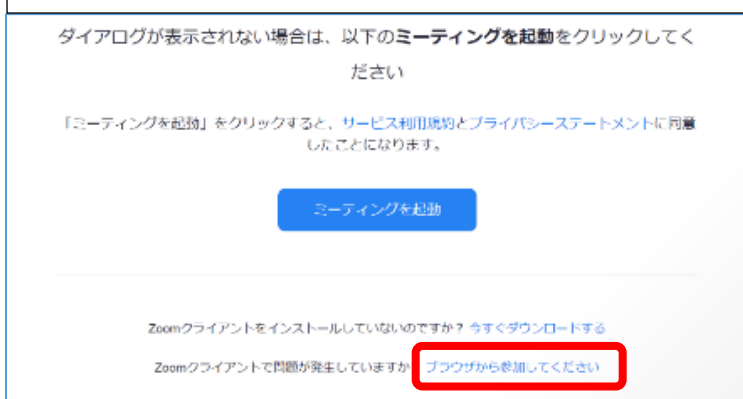 ダイアログが表示されない場合は、以下のミーティングを起動をクリックしてく
ださい
「ミーティングを起動」をクリックすると、サービス利用規約とプライバシーステートメントに同意
したことになります。
ミーティングを起動
Zoomクライアントをインストールしていないのですか？ 今すぐダウンロードする
Zoomクライアントで問題が発生していますか ブラウザから参加してください